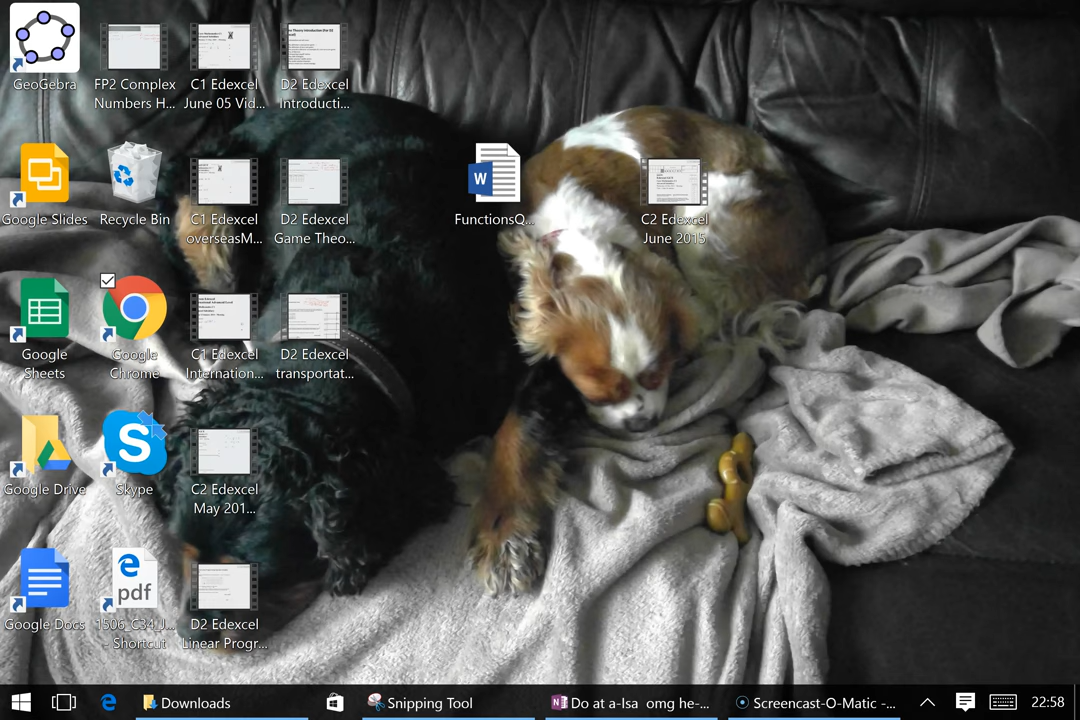 GeoGebra
FP2 Complex
Numbers H...
C1 Edexcel
June 05 Vid...
D2 Edexcel
Introducti...
Google Slides
Recycle Bin
C1 Edexcel
overseasM...
D2 Edexcel
Game Theo...
W
FunctionsQ...
C2 Edexcel
June 2015
Google
Sheets
Google
Chrome
C1 Edexcel
Internation...
D2 Edexcel
transportat...
Google Drive
S
Skype
C2 Edexcel
May 201...
Google Docs
e
pdf
1506_C34_J...
- Shortcut
D2 Edexcel
Linear Progr...
Downloads
Snipping Tool
N
Do at a-lsa omg he-...
Screencast-O-Matic -...
22:58